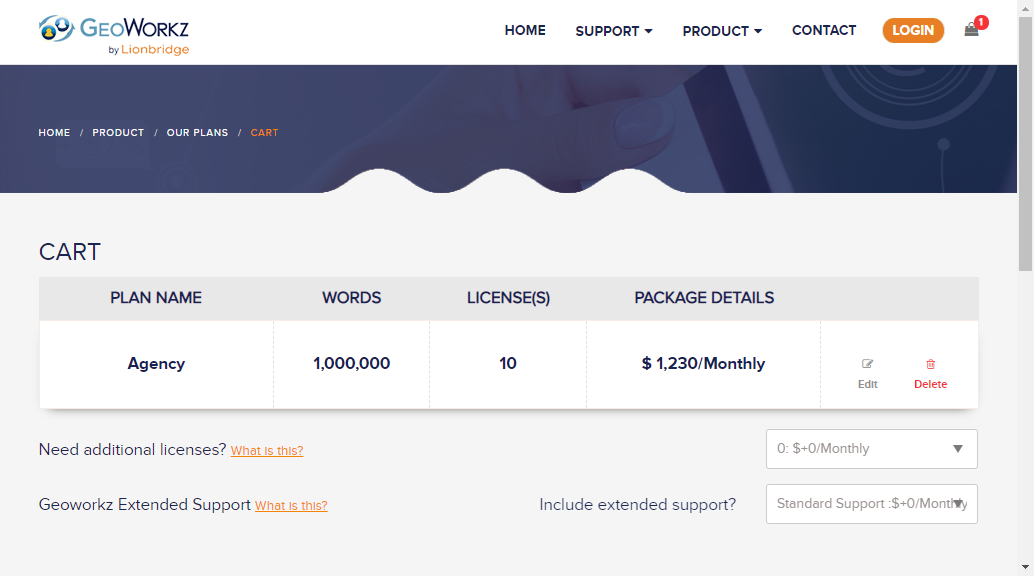 GEOWORKZ
by Lionbridge
HOME SUPPORT PRODUCT CONTACT LOGIN 1
HOME / PRODUCT / OUR PLANS / CART
CART
PLAN NAME WORDS LICENSE(S) PACKAGE DETAILS
Agency 1,000,000 10 $ 1,230/Monthly
Edit Delete
Need additional licenses? What is this? 0: $+0/Monthly
Geoworkz Extended Support What is this? Include extended support? Standard Support :$+0/Monthly